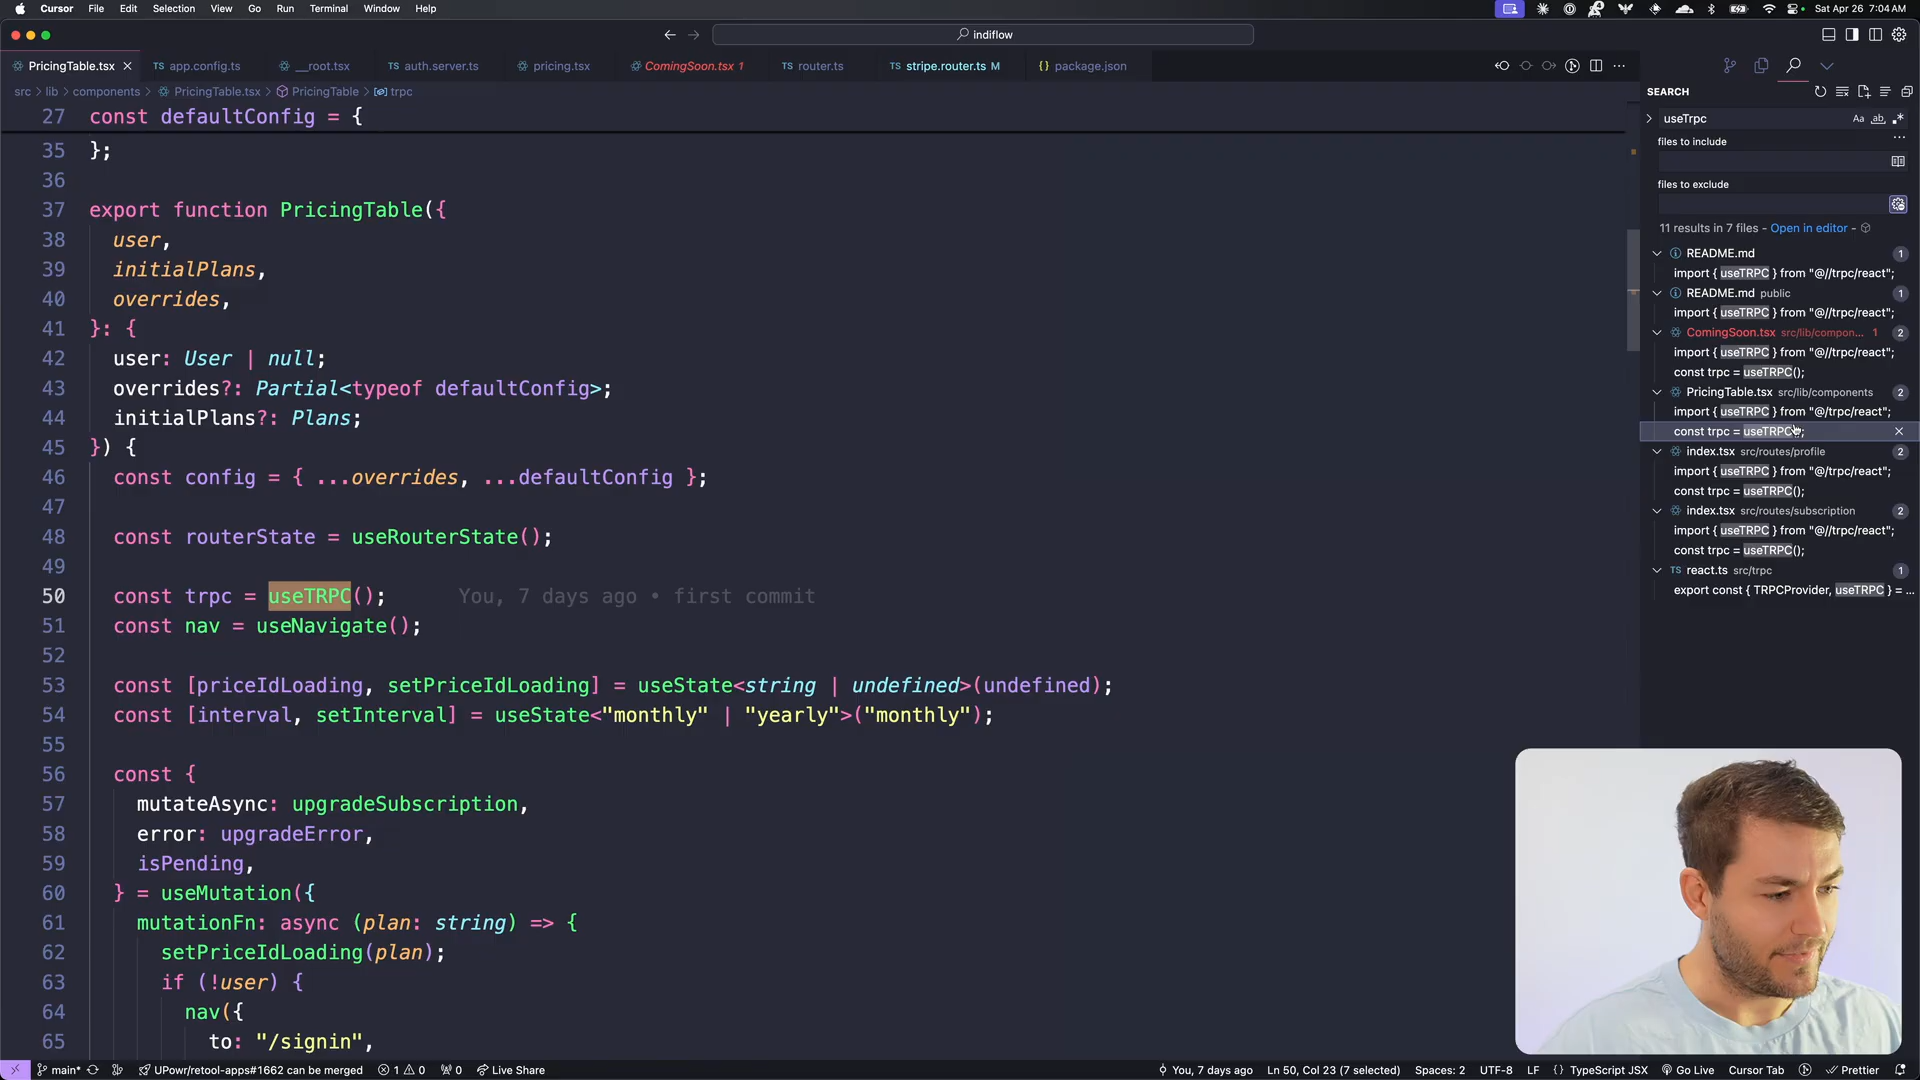 Cursor File Edit Selection View Go Run Terminal Window Help
Sat Apr 26 7:04 AM
indiflow
PricingTable.tsx
app.config.ts
__root.tsx
auth.server.ts
pricing.tsx
ComingSoon.tsx 1
router.ts
stripe.router.ts M
package.json
src > lib > components > PricingTable.tsx > PricingTable > trpc
27 const defaultConfig = {
35 };
36
37 export function PricingTable({
38 user,
39 initialPlans,
40 overrides,
41 }: {
42 user: User | null;
43 overrides?: Partial<typeof defaultConfig>;
44 initialPlans?: Plans;
45 }) {
46 const config = { ...overrides, ...defaultConfig };
47
48 const routerState = useRouterState();
49
50 const trpc = useTRPC(); You, 7 days ago • first commit
51 const nav = useNavigate();
52
53 const [priceIdLoading, setPriceIdLoading] = useState<string | undefined>(undefined);
54 const [interval, setInterval] = useState<"monthly" | "yearly">("monthly");
55
56 const {
57 mutateAsync: upgradeSubscription,
58 error: upgradeError,
59 isPending,
60 } = useMutation({
61 mutationFn: async (plan: string) => {
62 setPriceIdLoading(plan);
63 if (!user) {
64 nav({
65 to: "/signin",
SEARCH
useTrpc
Aa ab
files to include
files to exclude
11 results in 7 files - Open in editor -
README.md 1
import { useTRPC } from "@//trpc/react";
README.md public 1
import { useTRPC } from "@//trpc/react";
ComingSoon.tsx src/lib/compon... 1 2
import { useTRPC } from "@//trpc/react";
const trpc = useTRPC();
PricingTable.tsx src/lib/components 2
import { useTRPC } from "@/trpc/react";
const trpc = useTRPC();
index.tsx src/routes/profile 2
import { useTRPC } from "@/trpc/react";
const trpc = useTRPC();
index.tsx src/routes/subscription 2
import { useTRPC } from "@//trpc/react";
const trpc = useTRPC();
TS react.ts src/trpc 1
export const { TRPCProvider, useTRPC } = ...
main* UPowr/retool-apps#1662 can be merged 1 0 0 Live Share
You, 7 days ago Ln 50, Col 23 (7 selected) Spaces: 2 UTF-8 LF TypeScript JSX Go Live Cursor Tab Prettier